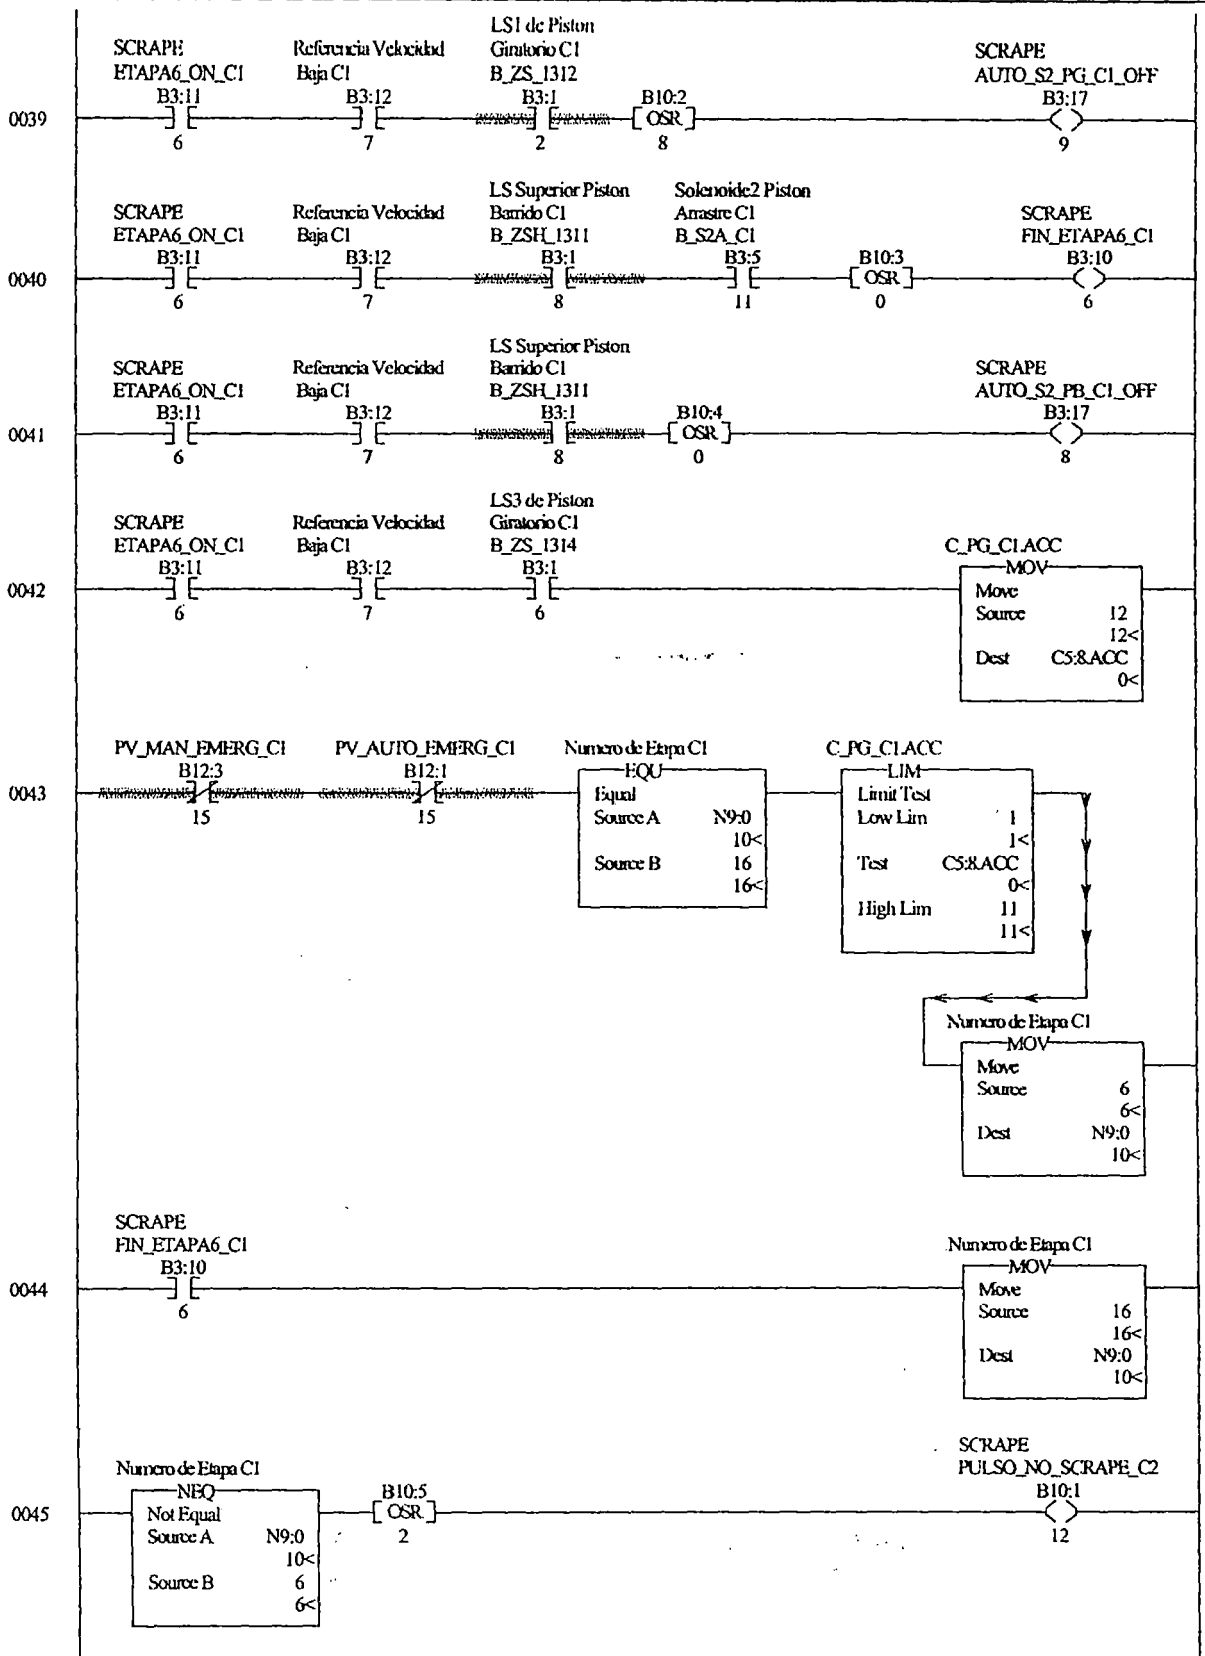 LS1 de Piston
SCRAPE Referencia Velocidad Giratorio C1 SCRAPE
ETAPA6_ON_C1 Baja C1 B_ZS_1312 AUTO_S2_PG_C1_OFF
B3:11 B3:12 B3:1 B10:2 B3:17
0039 OSR
6 7 2 8 9
LS Superior Piston Solenoide2 Piston
SCRAPE Referencia Velocidad Barrido C1 Arrastre C1 SCRAPE
ETAPA6_ON_C1 Baja C1 B_ZSH_1311 B_S2A_C1 FIN_ETAPA6_C1
B3:11 B3:12 B3:1 B3:5 B10:3 B3:10
0040 OSR
6 7 8 11 0 6
LS Superior Piston
SCRAPE Referencia Velocidad Barrido C1 SCRAPE
ETAPA6_ON_C1 Baja C1 B_ZSH_1311 AUTO_S2_PB_C1_OFF
B3:11 B3:12 B3:1 B10:4 B3:17
0041 OSR
6 7 8 0 8
LS3 de Piston
SCRAPE Referencia Velocidad Giratorio C1
ETAPA6_ON_C1 Baja C1 B_ZS_1314 C_PG_C1.ACC
B3:11 B3:12 B3:1 MOV
0042 Move
6 7 6 Source 12
12<
Dest C5:8.ACC
0<
PV_MAN_EMERG_C1 PV_AUTO_EMERG_C1 Numero de Etapa C1 C_PG_C1.ACC
B12:3 B12:1 EQU LIM
0043 Equal Limit Test
15 15 Source A N9:0 Low Lim 1
10< 1<
Source B 16 Test C5:8.ACC
16< 0<
High Lim 11
11<
Numero de Etapa C1
MOV
Move
Source 6
6<
Dest N9:0
10<
SCRAPE
FIN_ETAPA6_C1 Numero de Etapa C1
B3:10 MOV
0044 Move
6 Source 16
16<
Dest N9:0
10<
SCRAPE
Numero de Etapa C1 PULSO_NO_SCRAPE_C2
NEQ B10:5 B10:1
0045 Not Equal OSR
Source A N9:0 2 12
10<
Source B 6
6<